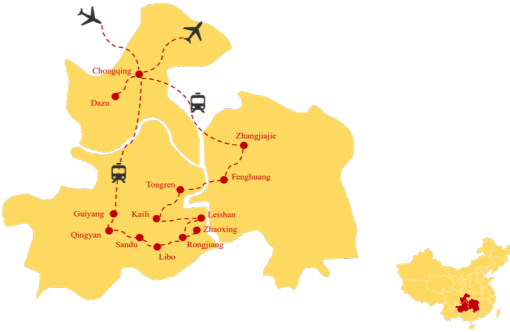 Chongqing
Dazu
Zhangjiajie
Fenghuang
Tongren
Guiyang
Kaili
Leishan
Zhaoxing
Qingyan
Sandu
Rongjiang
Libo